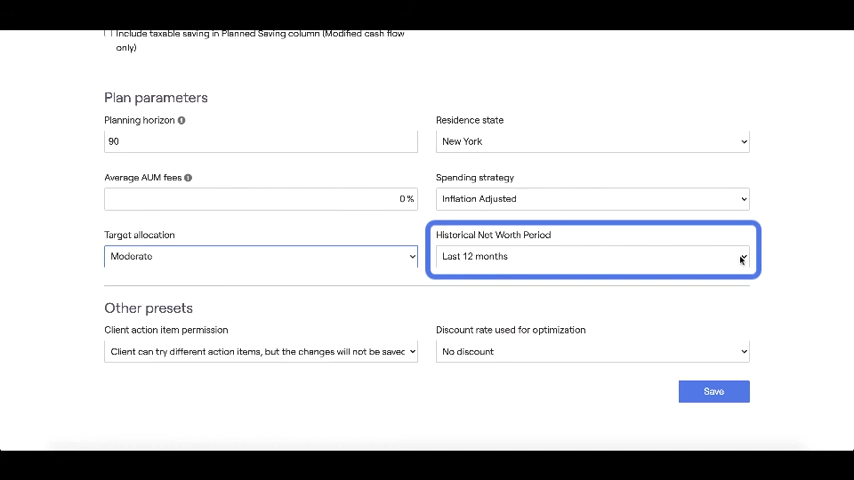 Include taxable saving in Planned Saving column (Modified cash flow
only)
Plan parameters
Planning horizon
Residence state
90
New York
Average AUM fees
Spending strategy
0 %
Inflation Adjusted
Target allocation
Historical Net Worth Period
Moderate
Last 12 months
Other presets
Client action item permission
Discount rate used for optimization
Client can try different action items, but the changes will not be saved
No discount
Save